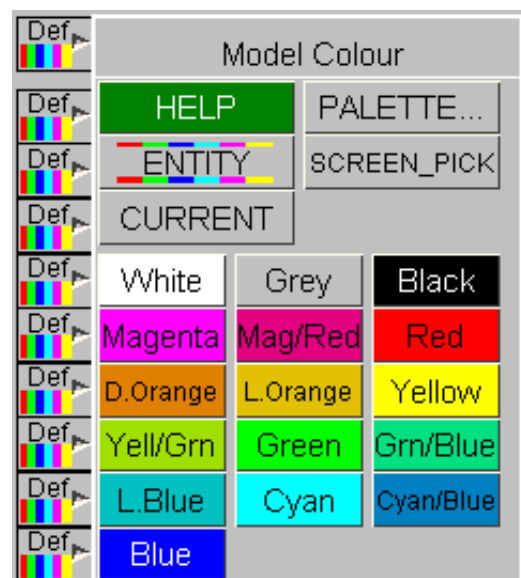 Def Model Colour
Def HELP PALETTE...
Def ENTITY SCREEN_PICK
Def CURRENT
Def White Grey Black
Def Magenta Mag/Red Red
Def D.Orange L.Orange Yellow
Def Yell/Grn Green Grn/Blue
Def L.Blue Cyan Cyan/Blue
Def Blue